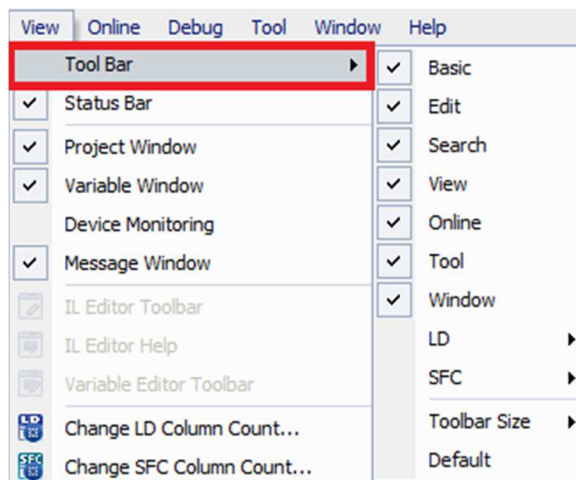 View Online Debug Tool Window Help
Tool Bar
Status Bar
Project Window
Variable Window
Device Monitoring
Message Window
IL Editor Toolbar
IL Editor Help
Variable Editor Toolbar
LD
Change LD Column Count...
SFC
Change SFC Column Count...
Basic
Edit
Search
View
Online
Tool
Window
LD
SFC
Toolbar Size
Default